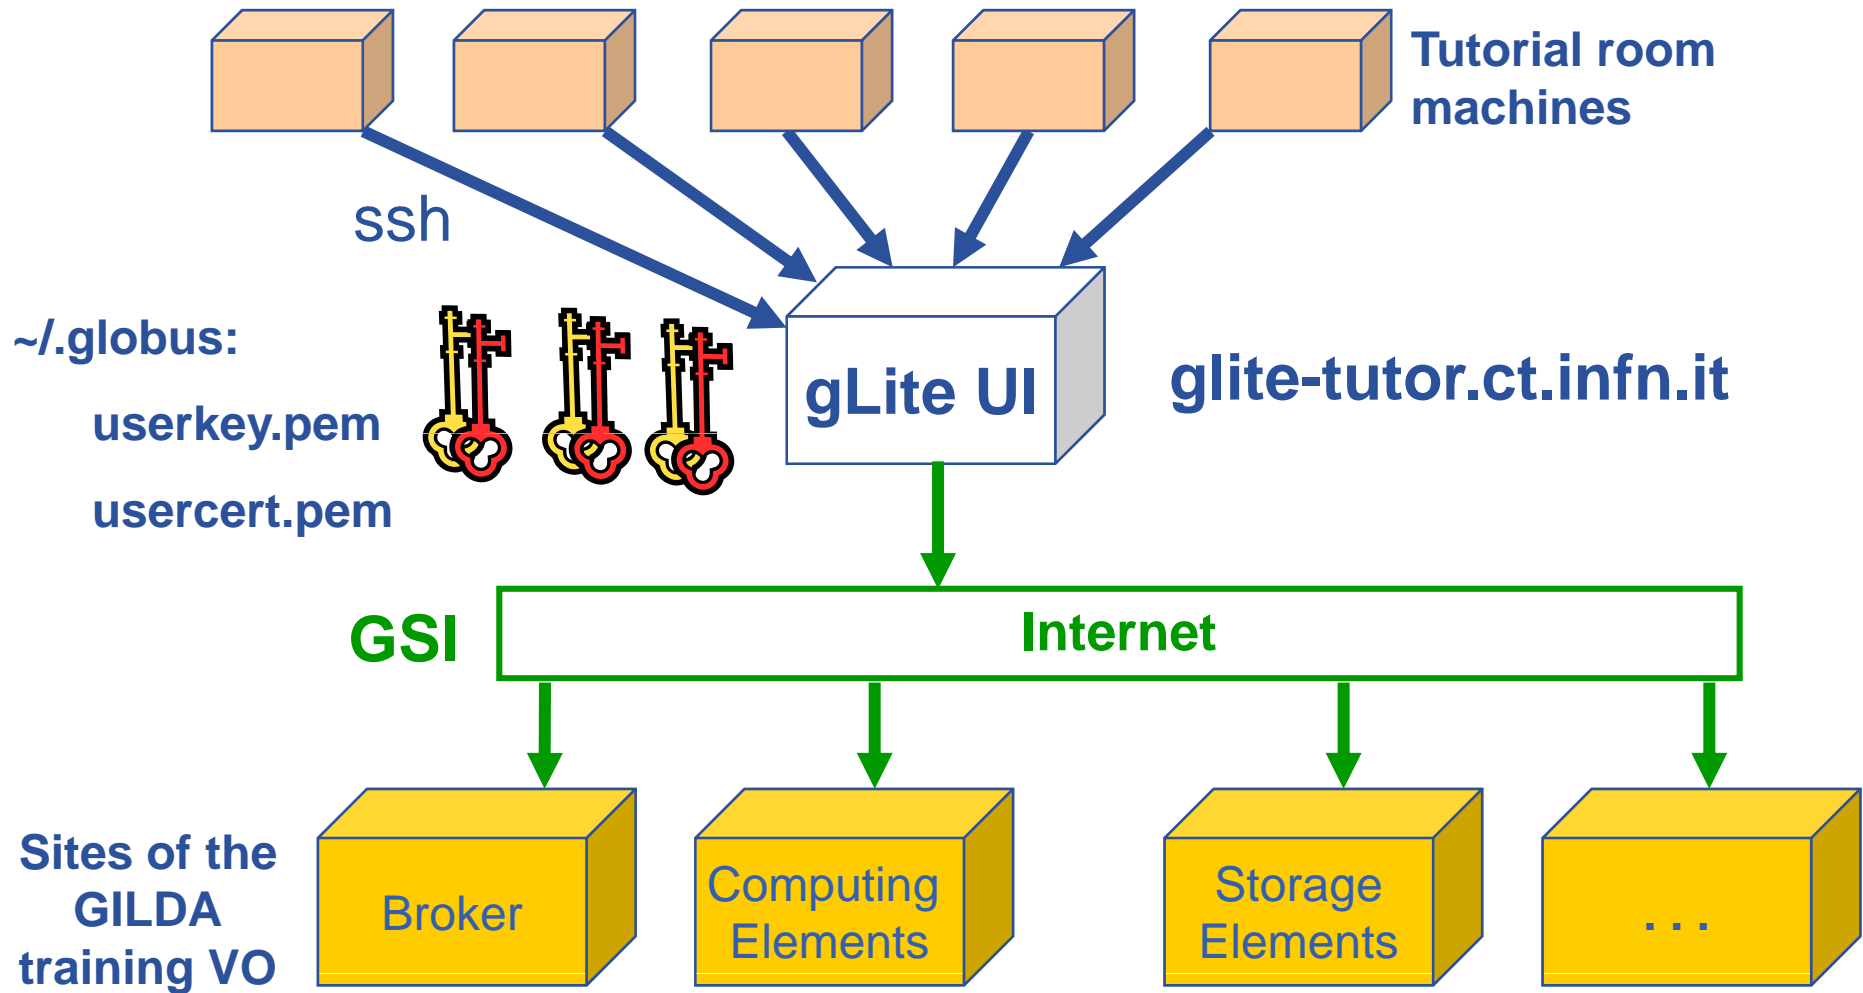 Tutorial room
machines
ssh
~/.globus:
userkey.pem
usercert.pem
gLite UI
glite-tutor.ct.infn.it
GSI
Internet
Sites of the
GILDA
training VO
Broker
Computing
Elements
Storage
Elements
. . .